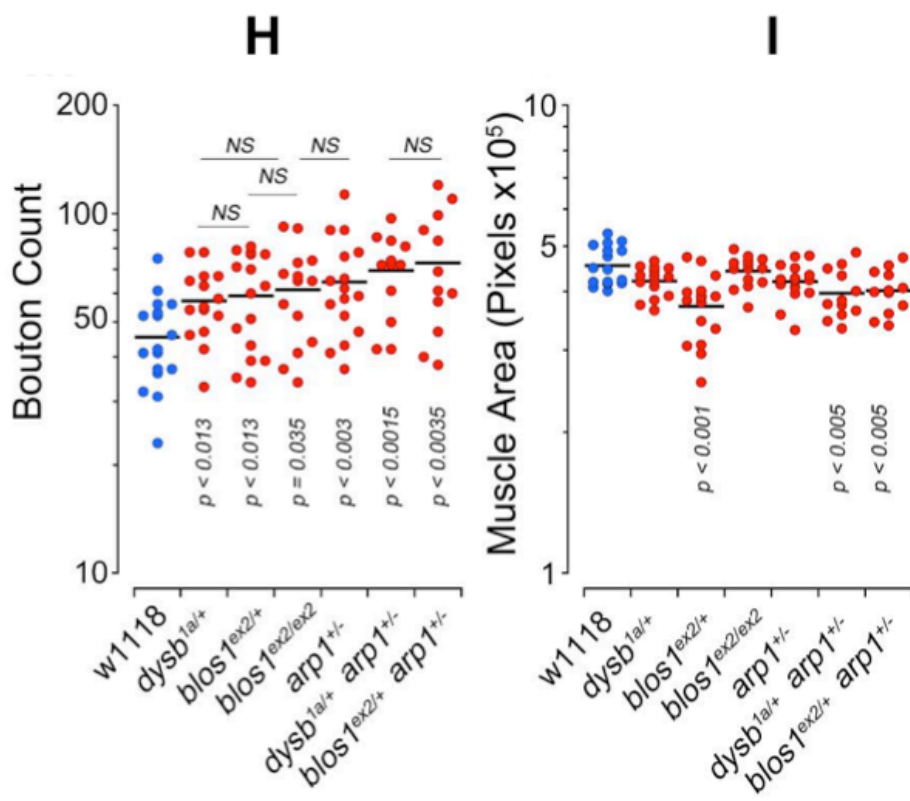 H
Bouton Count
200
100
50
10
NS
NS
NS
NS
NS
p < 0.013
p < 0.013
p = 0.035
p < 0.003
p < 0.0015
p < 0.0035
w1118
dysb1a/+
blos1ex2/+
blos1ex2/ex2
arp1+/-
dysb1a/+ arp1+/-
blos1ex2/+ arp1+/-
I
Muscle Area (Pixels x10⁵)
10
5
1
p < 0.001
p < 0.005
p < 0.005
w1118
dysb1a/+
blos1ex2/+
blos1ex2/ex2
arp1+/-
dysb1a/+ arp1+/-
blos1ex2/+ arp1+/-